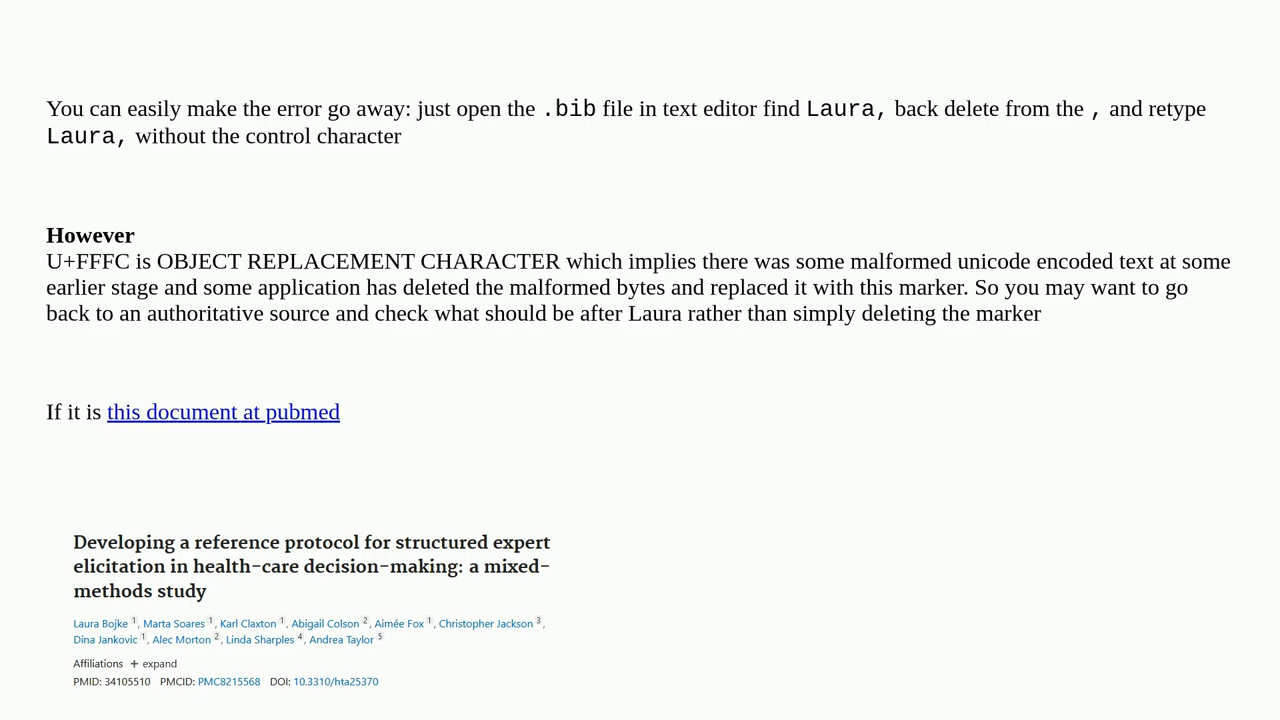 You can easily make the error go away: just open the .bib file in text editor find Laura, back delete from the , and retype
Laura, without the control character
However
U+FFFC is OBJECT REPLACEMENT CHARACTER which implies there was some malformed unicode encoded text at some
earlier stage and some application has deleted the malformed bytes and replaced it with this marker. So you may want to go
back to an authoritative source and check what should be after Laura rather than simply deleting the marker
If it is this document at pubmed
Developing a reference protocol for structured expert
elicitation in health-care decision-making: a mixed-
methods study
Laura Bojke 1, Marta Soares 1, Karl Claxton 1, Abigail Colson 2, Aimée Fox 1, Christopher Jackson 3,
Dina Jankovic 1, Alec Morton 2, Linda Sharples 4, Andrea Taylor 5
Affiliations + expand
PMID: 34105510 PMCID: PMC8215568 DOI: 10.3310/hta25370